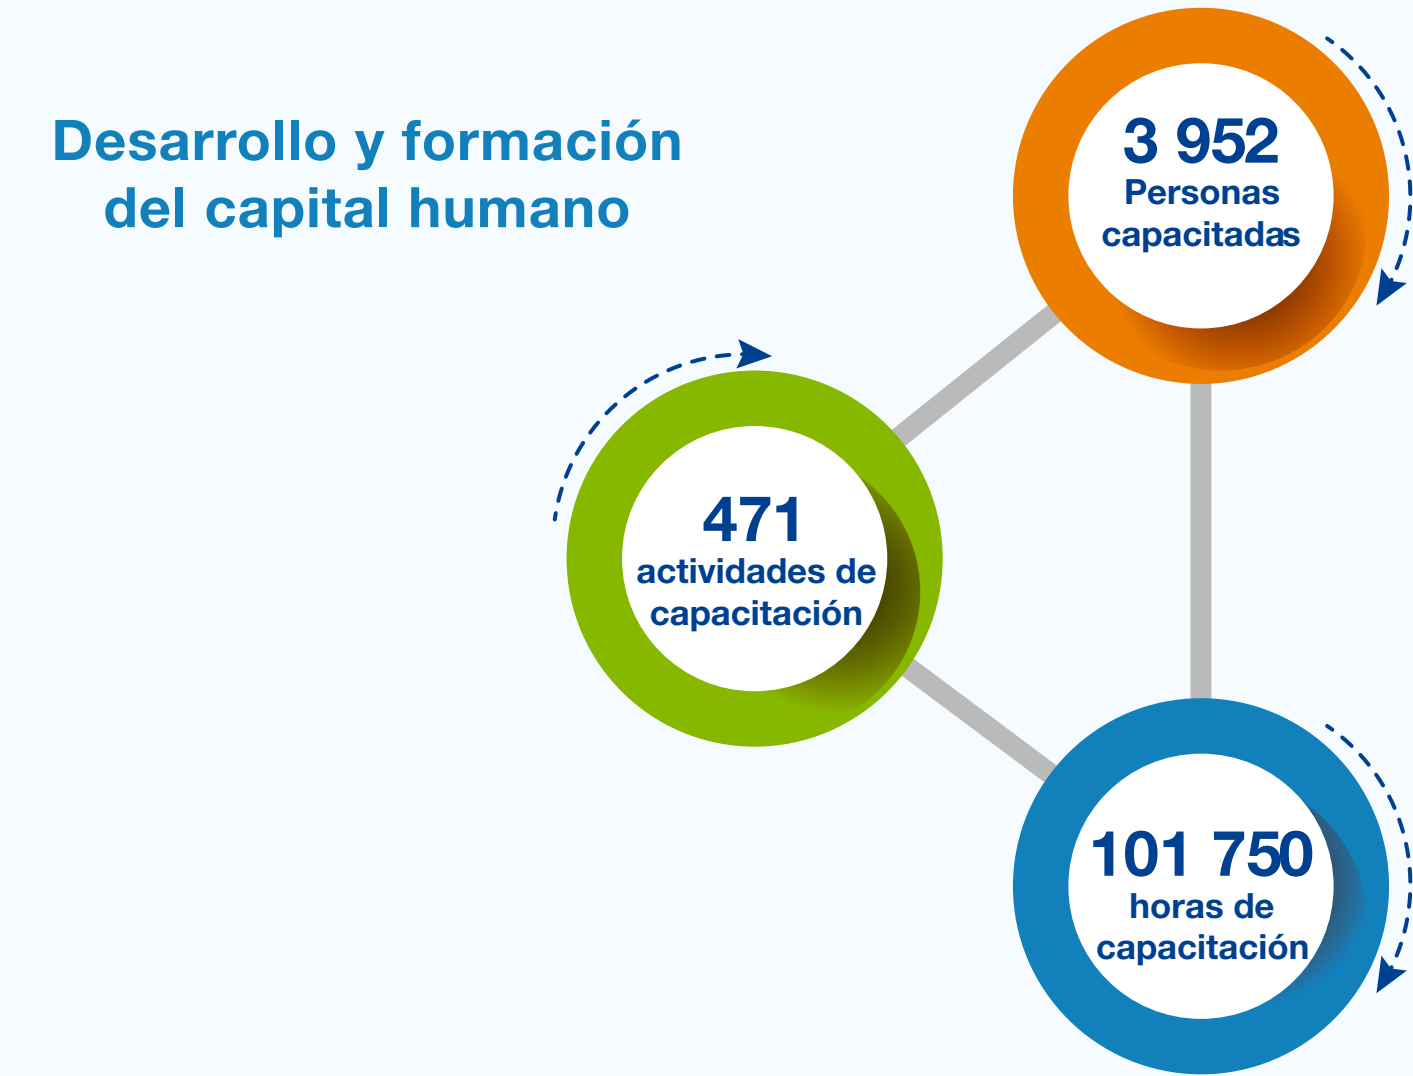 Desarrollo y formación
del capital humano
3 952
Personas
capacitadas
471
actividades de
capacitación
101 750
horas de
capacitación